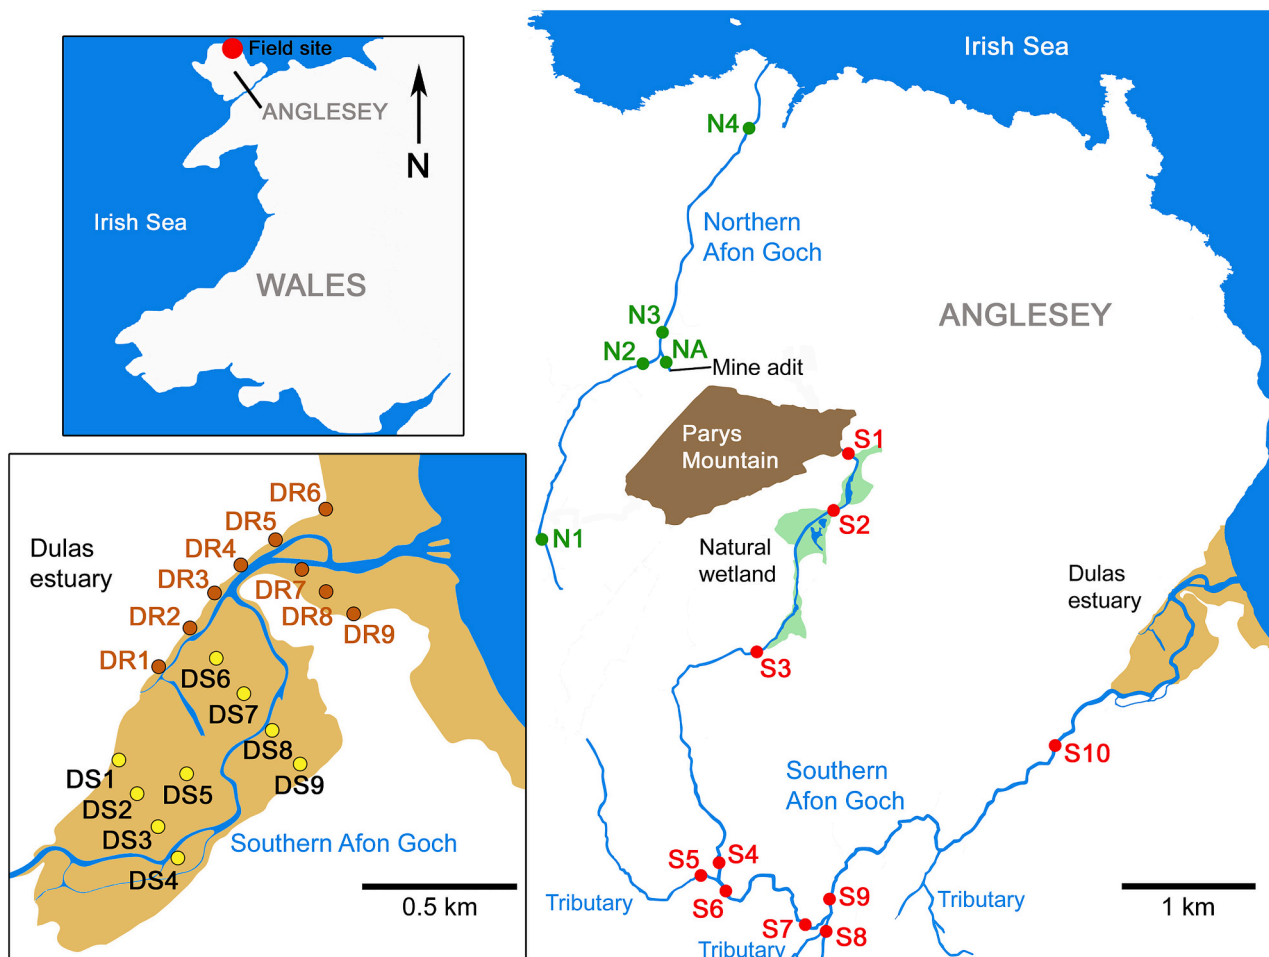 Field site
ANGLESEY
N
Irish Sea
WALES
Irish Sea
N4
Northern
Afon Goch
N3
N2
NA
Mine adit
ANGLESEY
Parys
Mountain
S1
S2
N1
Natural
wetland
S3
Dulas
estuary
S10
Southern
Afon Goch
S5
S4
S6
Tributary
S9
S7
S8
Tributary
Tributary
1 km
Dulas
estuary
DR6
DR5
DR4
DR3
DR2
DR1
DR7
DR8
DR9
DS6
DS7
DS8
DS9
DS1
DS2
DS5
DS3
DS4
Southern Afon Goch
0.5 km